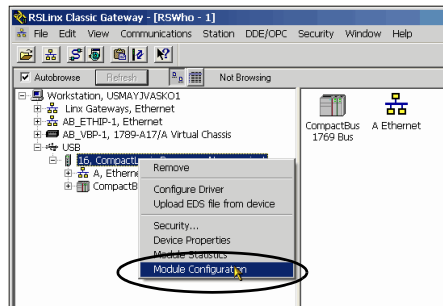 RSLinx Classic Gateway - [RSWho - 1]
File Edit View Communications Station DDE/OPC Security Window Help
Autobrowse Refresh Not Browsing
Workstation, USMAYJVASKO1
Linx Gateways, Ethernet
AB_ETHIP-1, Ethernet
AB_VBP-1, 1789-A17/A Virtual Chassis
USB
16,
A, Ethern
CompactB
Remove
Configure Driver
Upload EDS file from device
Security...
Device Properties
Module Statistics
Module Configuration
CompactBus
1769 Bus
A Ethernet